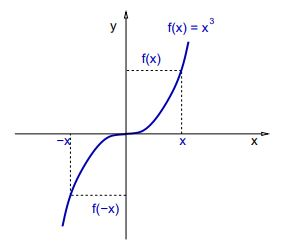 y
f(x) = x³
f(x)
−x
x
x
f(−x)